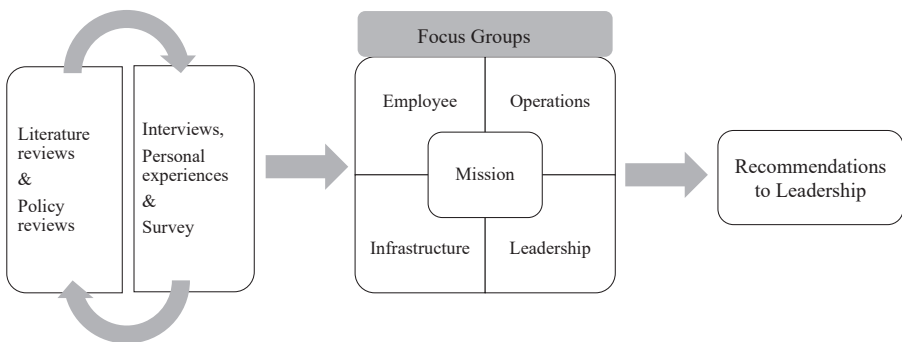 Literature
reviews
&
Policy
reviews
Interviews,
Personal
experiences
&
Survey
Focus Groups
Employee
Operations
Mission
Infrastructure
Leadership
Recommendations
to Leadership